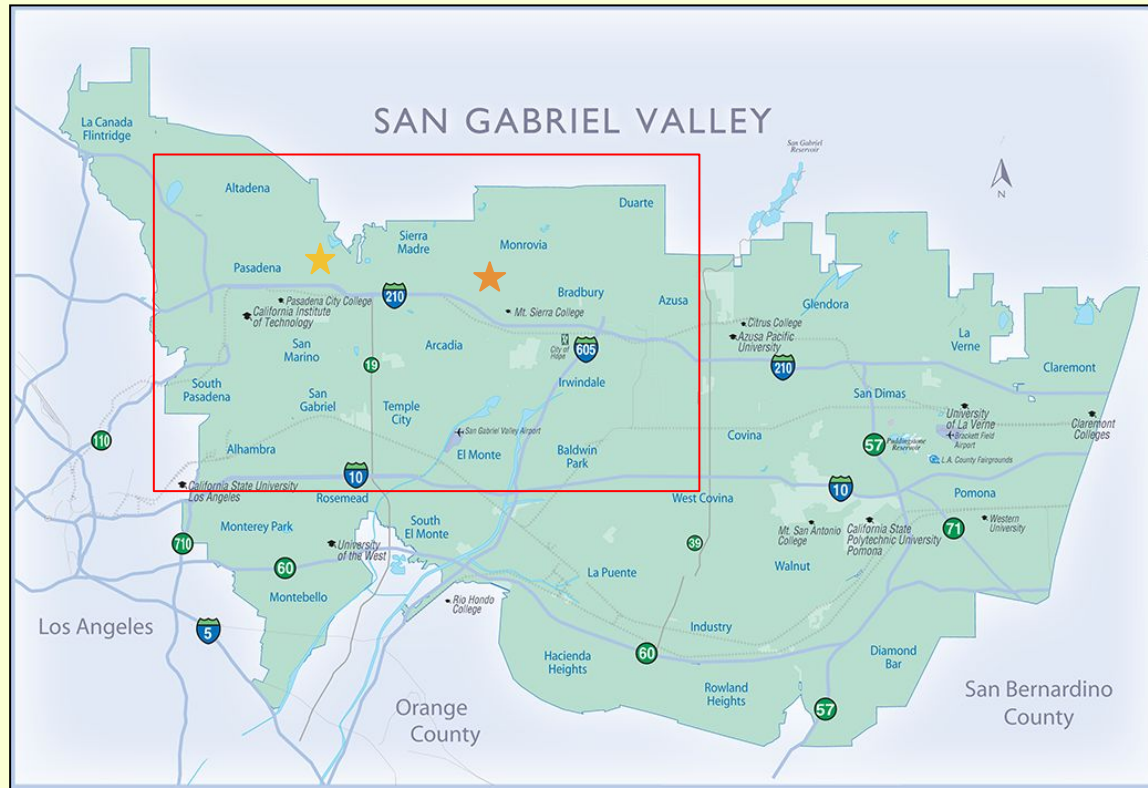 SAN GABRIEL VALLEY
La Canada
Flintridge
San Gabriel
Reservoir
N
Altadena
Duarte
Sierra
Madre
Monrovia
Pasadena
Bradbury
Azusa
Glendora
210
Pasadena City College
California Institute
of Technology
Mt. Sierra College
Citrus College
Azusa Pacific
University
La
Verne
San
Marino
Arcadia
City of
Hope
605
19
210
Claremont
South
Pasadena
San
Gabriel
Temple
City
Irwindale
San Dimas
University
of La Verne
Brackett Field
Airport
Claremont
Colleges
110
San Gabriel Valley Airport
Alhambra
El Monte
Baldwin
Park
Covina
57
Puddingstone
Reservoir
L.A. County Fairgrounds
10
California State University
Los Angeles
Rosemead
West Covina
10
Pomona
Monterey Park
South
El Monte
Mt. San Antonio
College
California State
Polytechnic University
Pomona
71
Western
University
710
University
of the West
39
60
La Puente
Walnut
Montebello
Rio Hondo
College
Los Angeles
5
Industry
60
Hacienda
Heights
Diamond
Bar
Rowland
Heights
57
Orange
County
San Bernardino
County